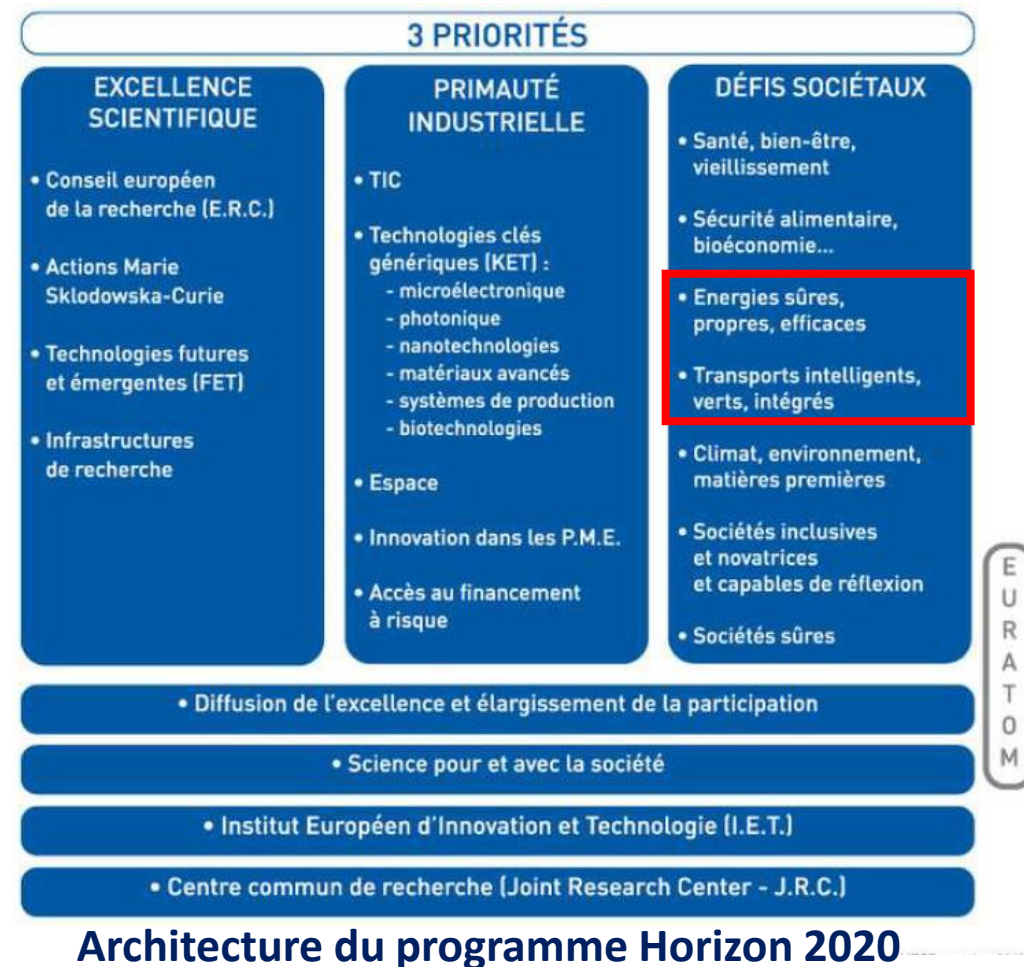 3 PRIORITÉS
EXCELLENCE
SCIENTIFIQUE
• Conseil européen
de la recherche (E.R.C.)
• Actions Marie
Sklodowska-Curie
• Technologies futures
et émergentes (FET)
• Infrastructures
de recherche
PRIMAUTÉ
INDUSTRIELLE
• TIC
• Technologies clés
génériques (KET) :
- microélectronique
- photonique
- nanotechnologies
- matériaux avancés
- systèmes de production
- biotechnologies
• Espace
• Innovation dans les P.M.E.
• Accès au financement
à risque
DÉFIS SOCIÉTAUX
• Santé, bien-être,
vieillissement
• Sécurité alimentaire,
bioéconomie...
• Energies sûres,
propres, efficaces
• Transports intelligents,
verts, intégrés
• Climat, environnement,
matières premières
• Sociétés inclusives
et novatrices
et capables de réflexion
• Sociétés sûres
EURATOM
• Diffusion de l'excellence et élargissement de la participation
• Science pour et avec la société
• Institut Européen d'Innovation et Technologie (I.E.T.)
• Centre commun de recherche (Joint Research Center - J.R.C.)
Architecture du programme Horizon 2020